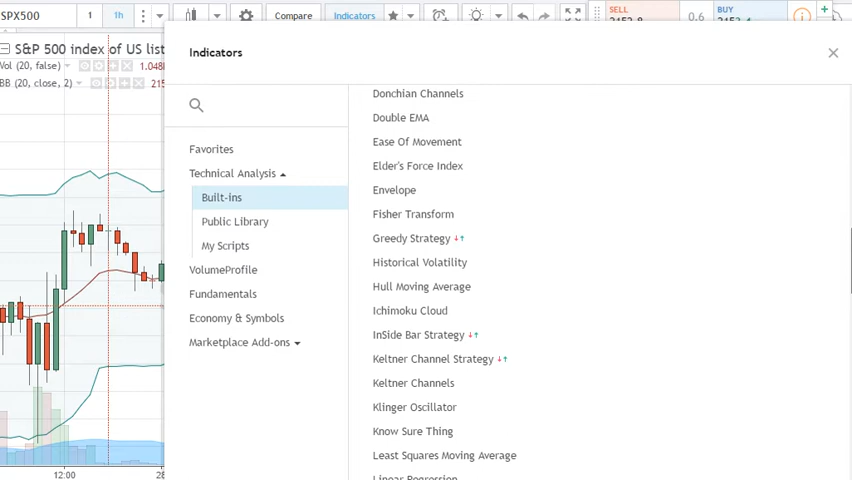 SPX500
1
1h
Compare
Indicators
SELL
0.6
BUY
S&P 500 index of US list
Vol (20, false)
BB (20, close, 2)
Indicators
Favorites
Technical Analysis
Built-ins
Public Library
My Scripts
VolumeProfile
Fundamentals
Economy & Symbols
Marketplace Add-ons
Donchian Channels
Double EMA
Ease Of Movement
Elder's Force Index
Envelope
Fisher Transform
Greedy Strategy
Historical Volatility
Hull Moving Average
Ichimoku Cloud
InSide Bar Strategy
Keltner Channel Strategy
Keltner Channels
Klinger Oscillator
Know Sure Thing
Least Squares Moving Average
Linear Regression
12:00